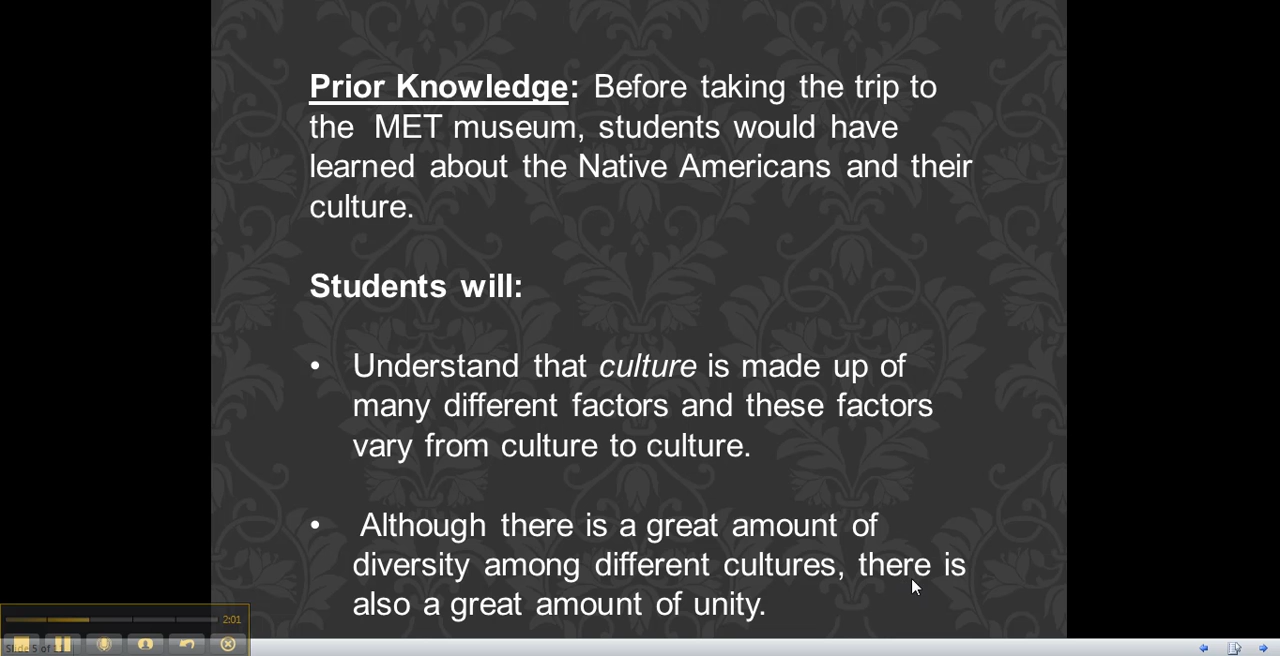 Prior Knowledge: Before taking the trip to
the MET museum, students would have
learned about the Native Americans and their
culture.
Students will:
• Understand that culture is made up of
many different factors and these factors
vary from culture to culture.
• Although there is a great amount of
diversity among different cultures, there is
also a great amount of unity.
2:01
Slide 5 of